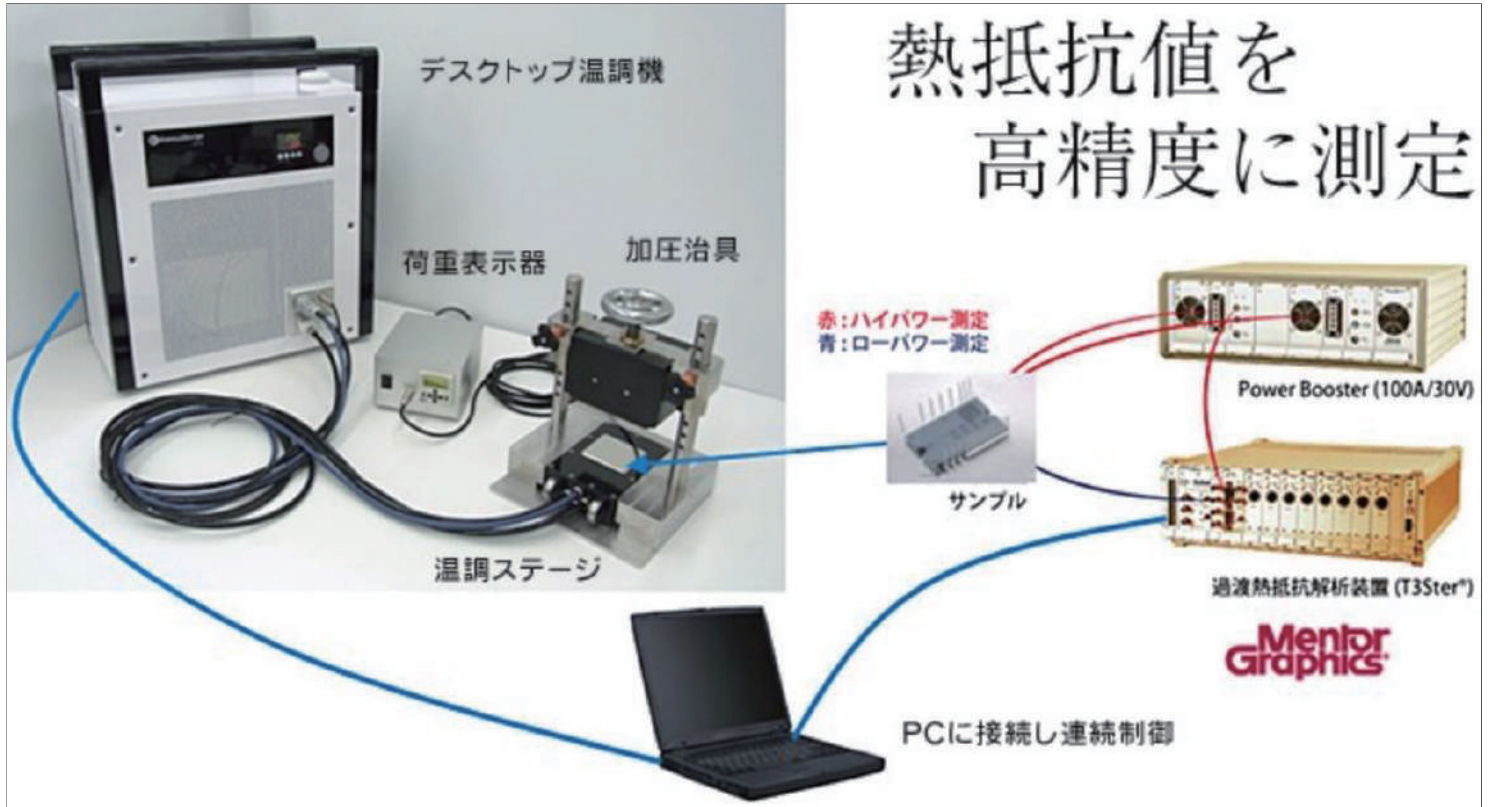 熱抵抗値を
高精度に測定
デスクトップ温調機
荷重表示器
加圧治具
温調ステージ
赤：ハイパワー測定
青：ローパワー測定
サンプル
Power Booster (100A/30V)
過渡熱抵抗解析装置 (T3Ster®)
Mentor
Graphics®
PCに接続し連続制御